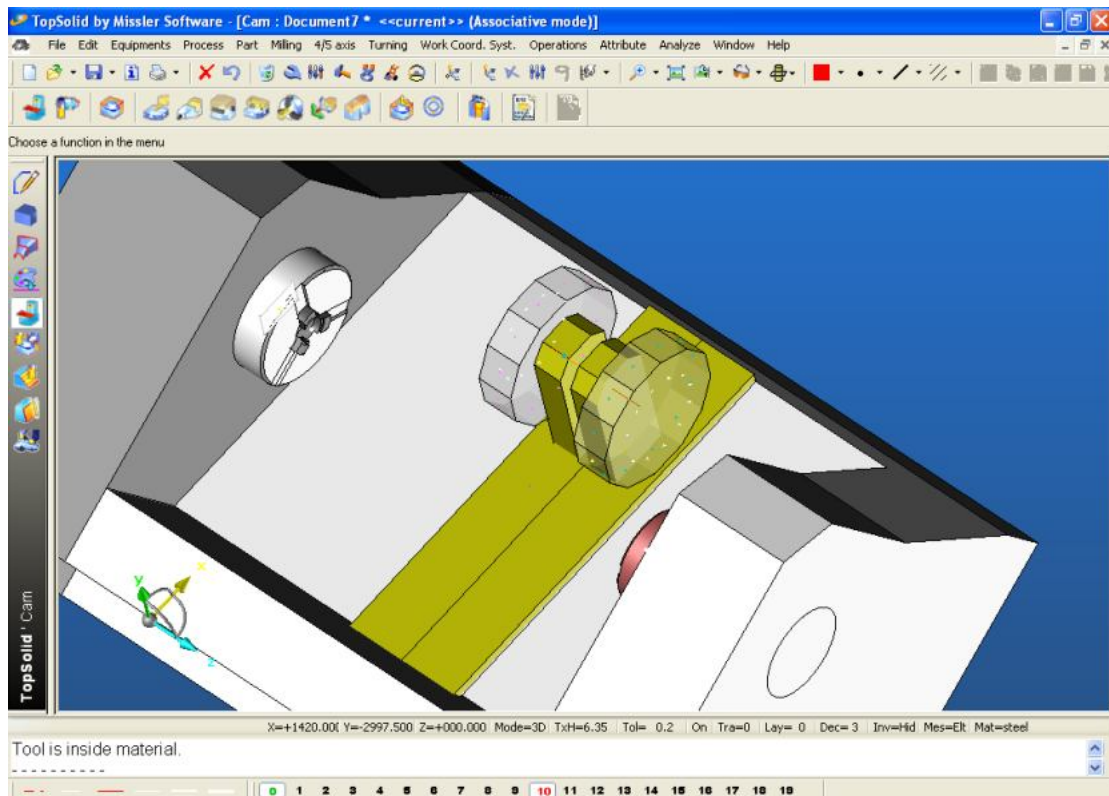 TopSolid by Missler Software - [Cam : Document7 * <<current>> (Associative mode)]
File Edit Equipments Process Part Milling 4/5 axis Turning Work Coord. Syst. Operations Attribute Analyze Window Help
Choose a function in the menu
y
x
z
TopSolid ' Cam
X=+1420.00( Y=-2997.500 Z=+000.000 Mode=3D TxH=6.35 Tol= 0.2 On Tra=0 Lay= 0 Dec= 3 Inv=Hid Mes=Elt Mat=steel
Tool is inside material.
----------
0 1 2 3 4 5 6 7 8 9 10 11 12 13 14 15 16 17 18 19